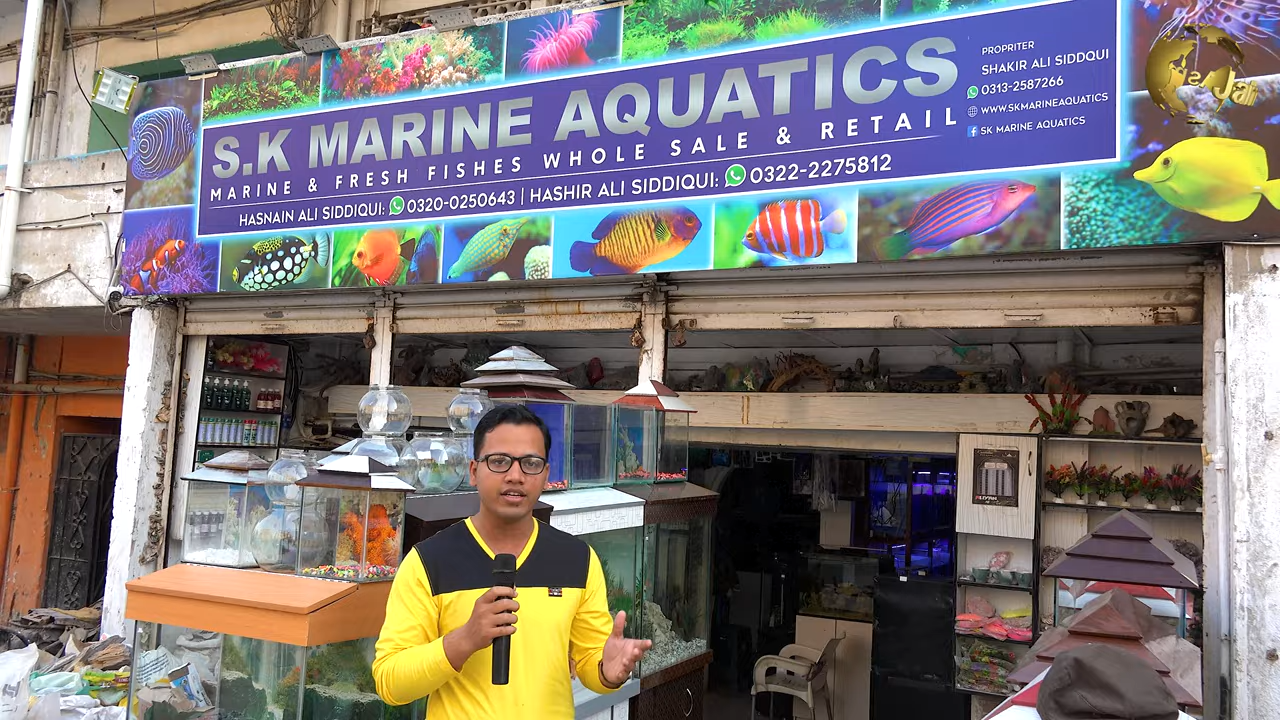 S.K MARINE AQUATICS
MARINE & FRESH FISHES WHOLE SALE & RETAIL
HASNAIN ALI SIDDIQUI: 0320-0250643 | HASHIR ALI SIDDIQUI: 0322-2275812
PROPRITER
SHAKIR ALI SIDDQUI
0313-2587266
WWW.SKMARINEAQUATICS
SK MARINE AQUATICS